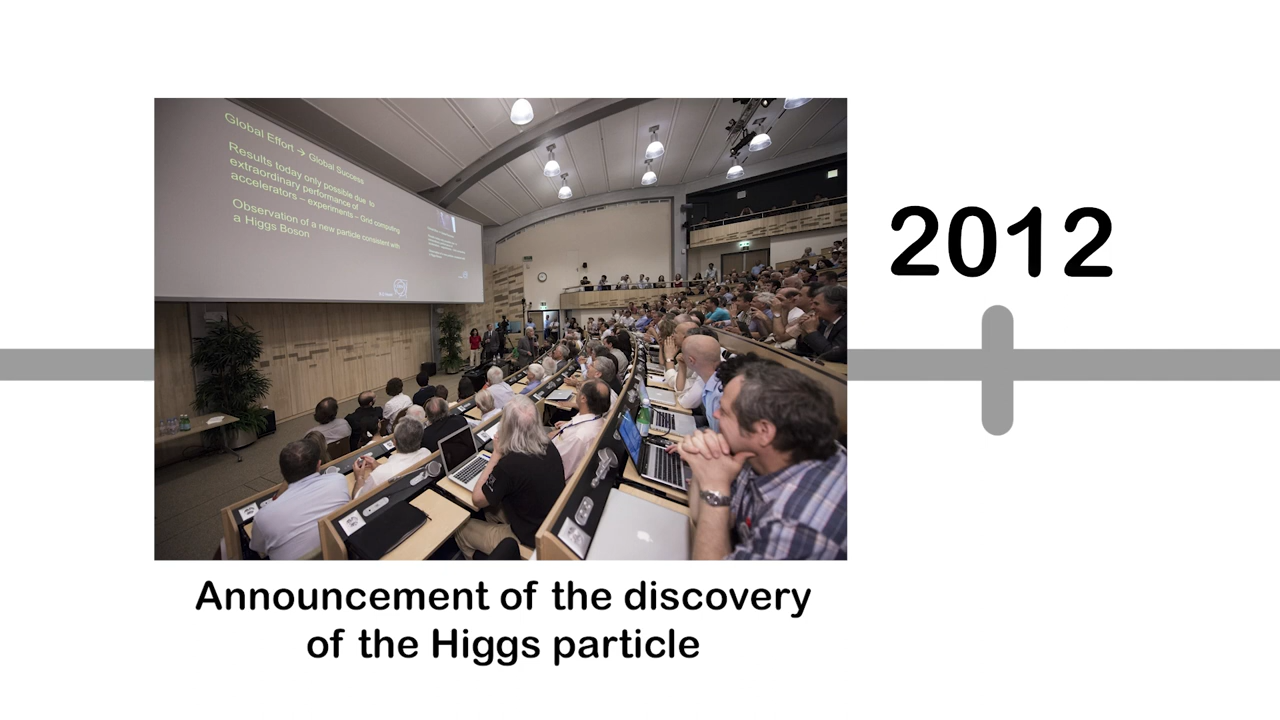 Global Effort → Global Success
Results today only possible due to
extraordinary performance of
accelerators – experiments – Grid computing
Observation of a new particle consistent with
a Higgs Boson
2012
Announcement of the discovery
of the Higgs particle